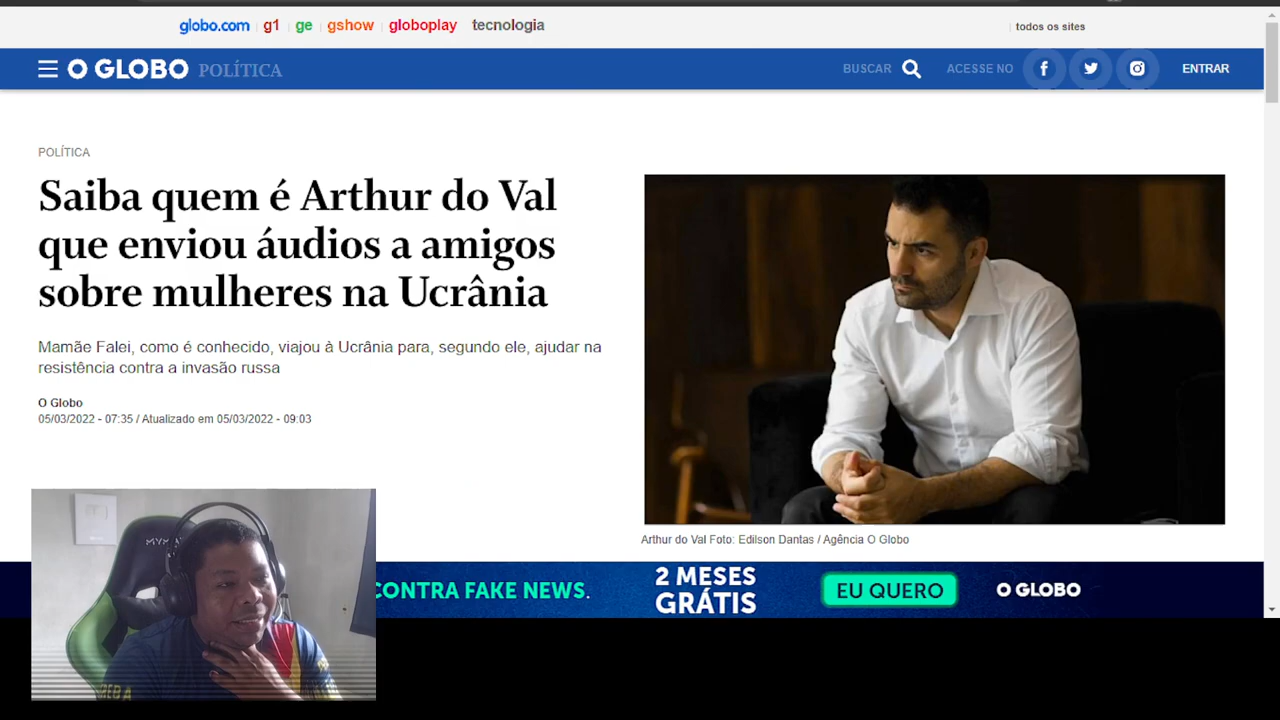 globo.com g1 ge gshow globoplay tecnologia todos os sites
O GLOBO POLÍTICA BUSCAR ACESSE NO ENTRAR
POLÍTICA
Saiba quem é Arthur do Val
que enviou áudios a amigos
sobre mulheres na Ucrânia
Mamãe Falei, como é conhecido, viajou à Ucrânia para, segundo ele, ajudar na
resistência contra a invasão russa
O Globo
05/03/2022 - 07:35 / Atualizado em 05/03/2022 - 09:03
Arthur do Val Foto: Edilson Dantas / Agência O Globo
CONTRA FAKE NEWS.
2 MESES
GRÁTIS
EU QUERO
O GLOBO